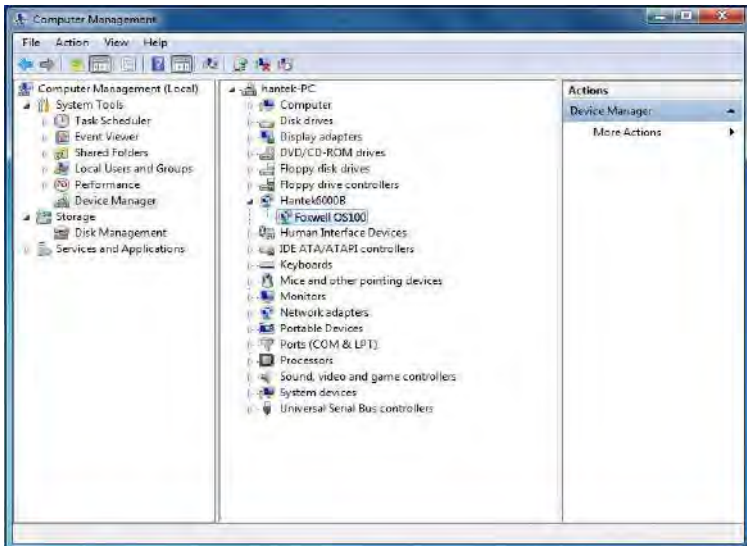 Computer Management
File Action View Help
Computer Management (Local)
System Tools
Task Scheduler
Event Viewer
Shared Folders
Local Users and Groups
Performance
Device Manager
Storage
Disk Management
Services and Applications
hantek-PC
Computer
Disk drives
Display adapters
DVD/CD-ROM drives
Floppy disk drives
Floppy drive controllers
Hantek6000B
Foxwell OS100
Human Interface Devices
IDE ATA/ATAPI controllers
Keyboards
Mice and other pointing devices
Monitors
Network adapters
Portable Devices
Ports (COM & LPT)
Processors
Sound, video and game controllers
System devices
Universal Serial Bus controllers
Actions
Device Manager
More Actions